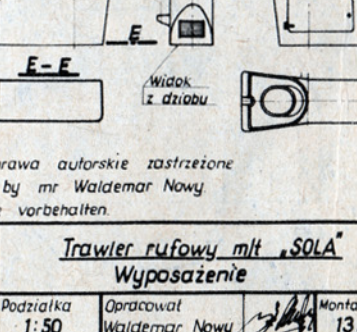 E
E-E
Widok
z dziobu
rawa autorskie zastrzeżone
by mr Waldemar Nowy
vorbehalten.
Trawler rufowy m/t „SOLA"
Wyposażenie
Podziałka
1:50
Opracował
Waldemar Nowy
Monta
13